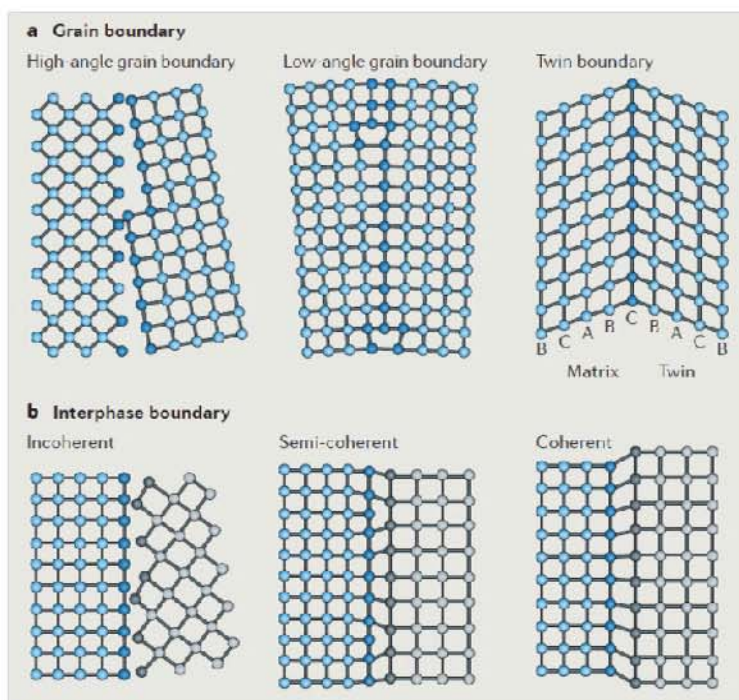 a Grain boundary
High-angle grain boundary
Low-angle grain boundary
Twin boundary
B C A B C B A C B
Matrix Twin
b Interphase boundary
Incoherent
Semi-coherent
Coherent